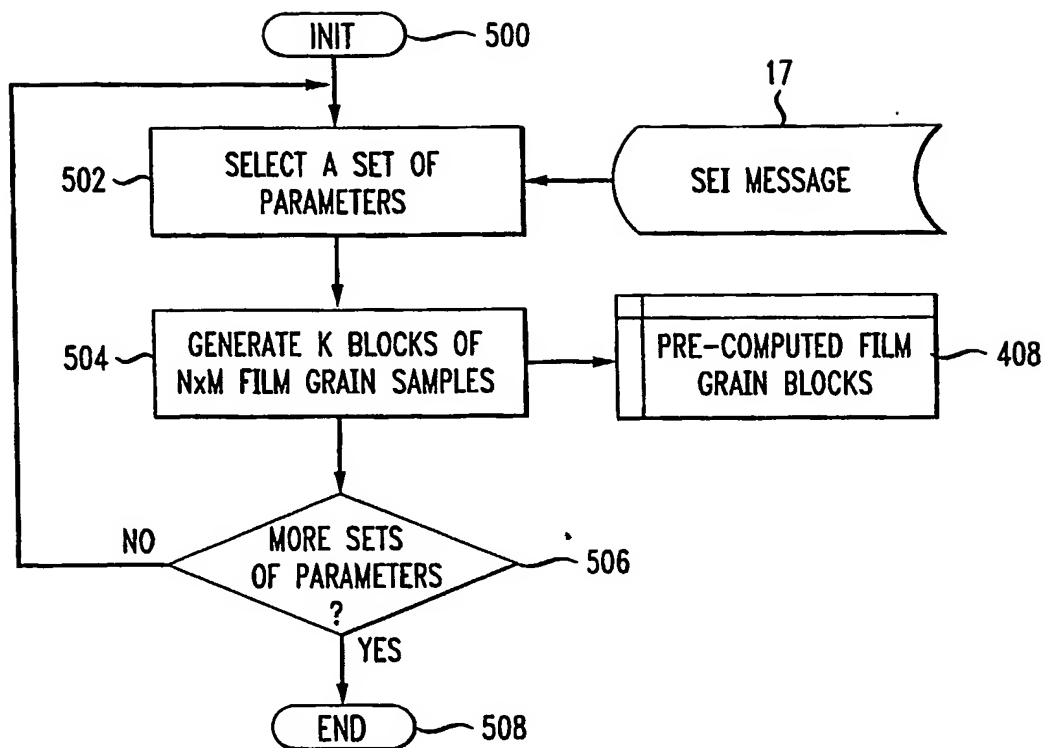 INIT
500
17
502
SELECT A SET OF
PARAMETERS
SEI MESSAGE
504
GENERATE K BLOCKS OF
NxM FILM GRAIN SAMPLES
PRE-COMPUTED FILM
GRAIN BLOCKS
408
NO
MORE SETS
OF PARAMETERS
?
506
YES
END
508